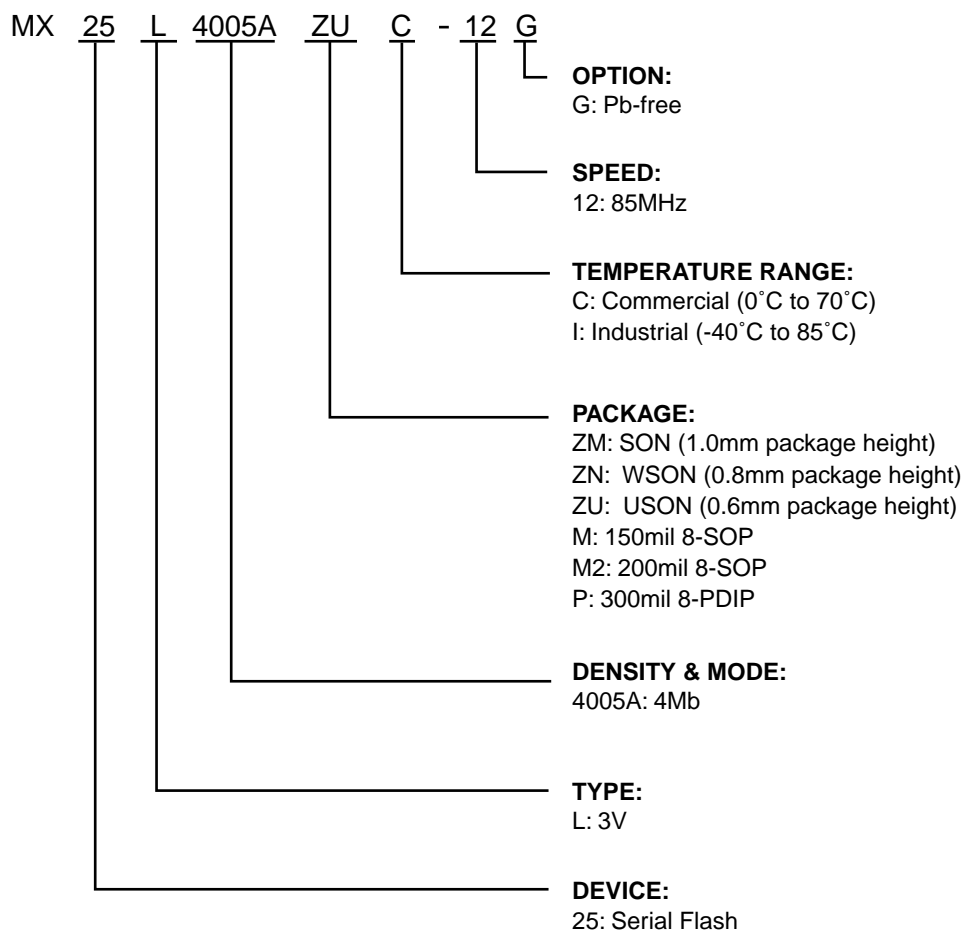 MX 25 L 4005A ZU C - 12 G
OPTION:
G: Pb-free
SPEED:
12: 85MHz
TEMPERATURE RANGE:
C: Commercial (0˚C to 70˚C)
I: Industrial (-40˚C to 85˚C)
PACKAGE:
ZM: SON (1.0mm package height)
ZN: WSON (0.8mm package height)
ZU: USON (0.6mm package height)
M: 150mil 8-SOP
M2: 200mil 8-SOP
P: 300mil 8-PDIP
DENSITY & MODE:
4005A: 4Mb
TYPE:
L: 3V
DEVICE:
25: Serial Flash